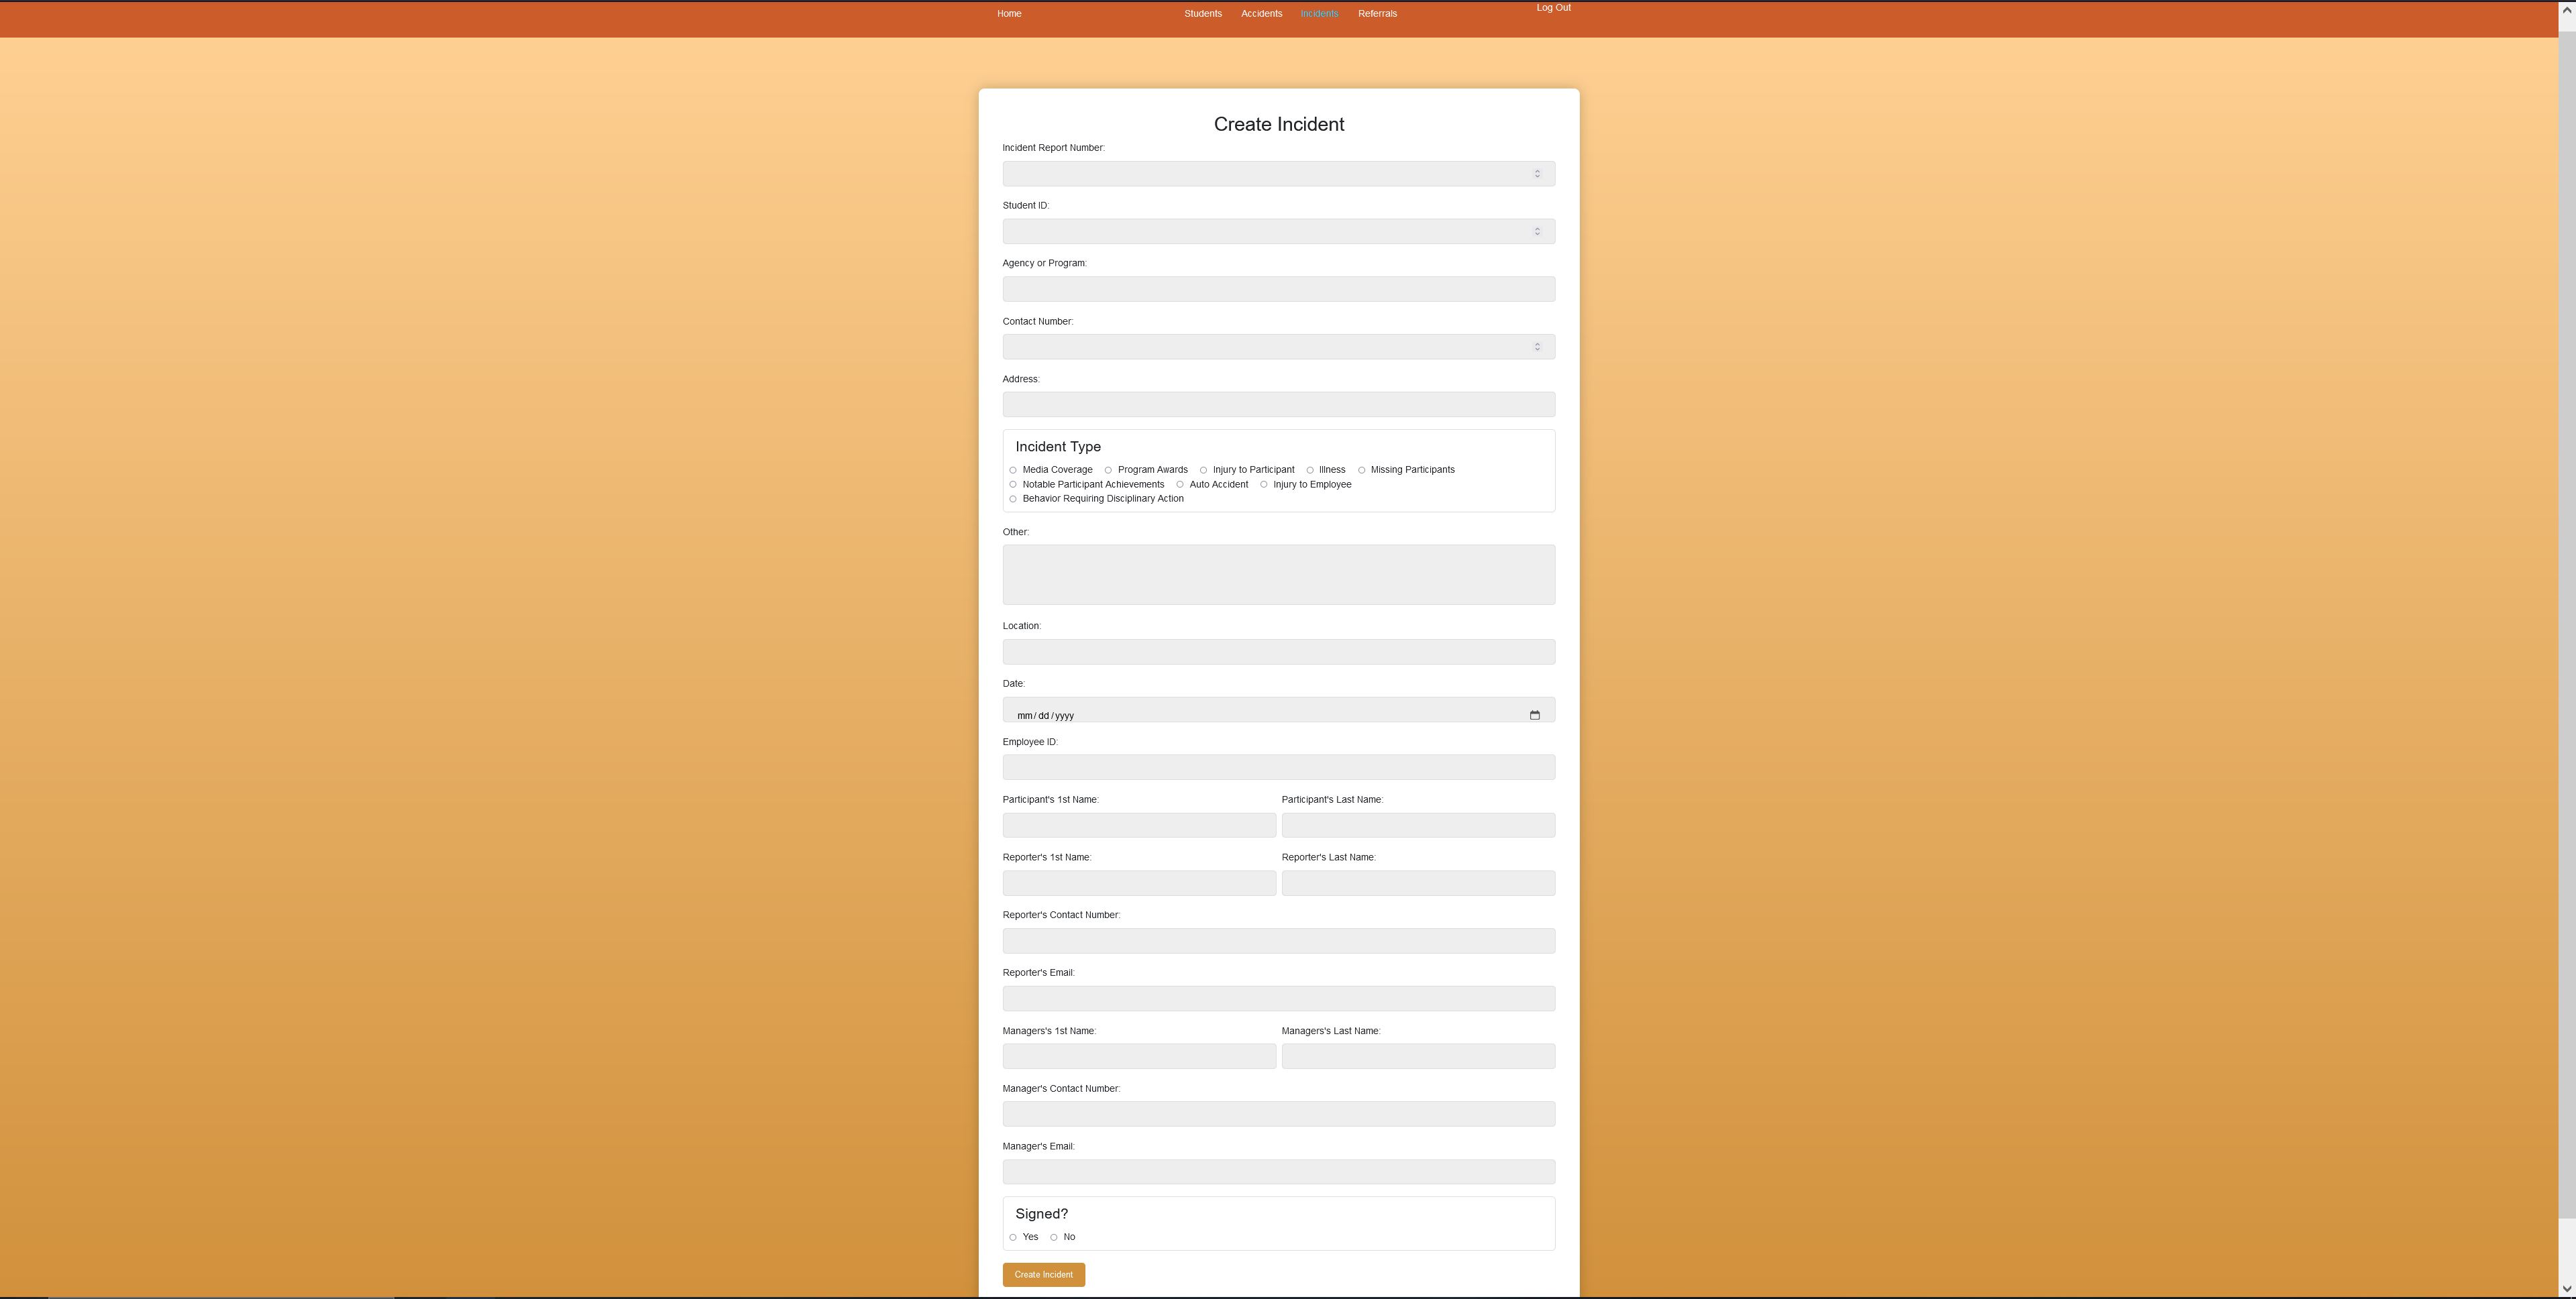 Home Students Accidents Incidents Referrals Log Out
Create Incident
Incident Report Number:
Student ID:
Agency or Program:
Contact Number:
Address:
Incident Type
Media Coverage Program Awards Injury to Participant Illness Missing Participants
Notable Participant Achievements Auto Accident Injury to Employee
Behavior Requiring Disciplinary Action
Other:
Location:
Date:
mm/dd/yyyy
Employee ID:
Participant's 1st Name: Participant's Last Name:
Reporter's 1st Name: Reporter's Last Name:
Reporter's Contact Number:
Reporter's Email:
Managers's 1st Name: Managers's Last Name:
Manager's Contact Number:
Manager's Email:
Signed?
Yes No
Create Incident